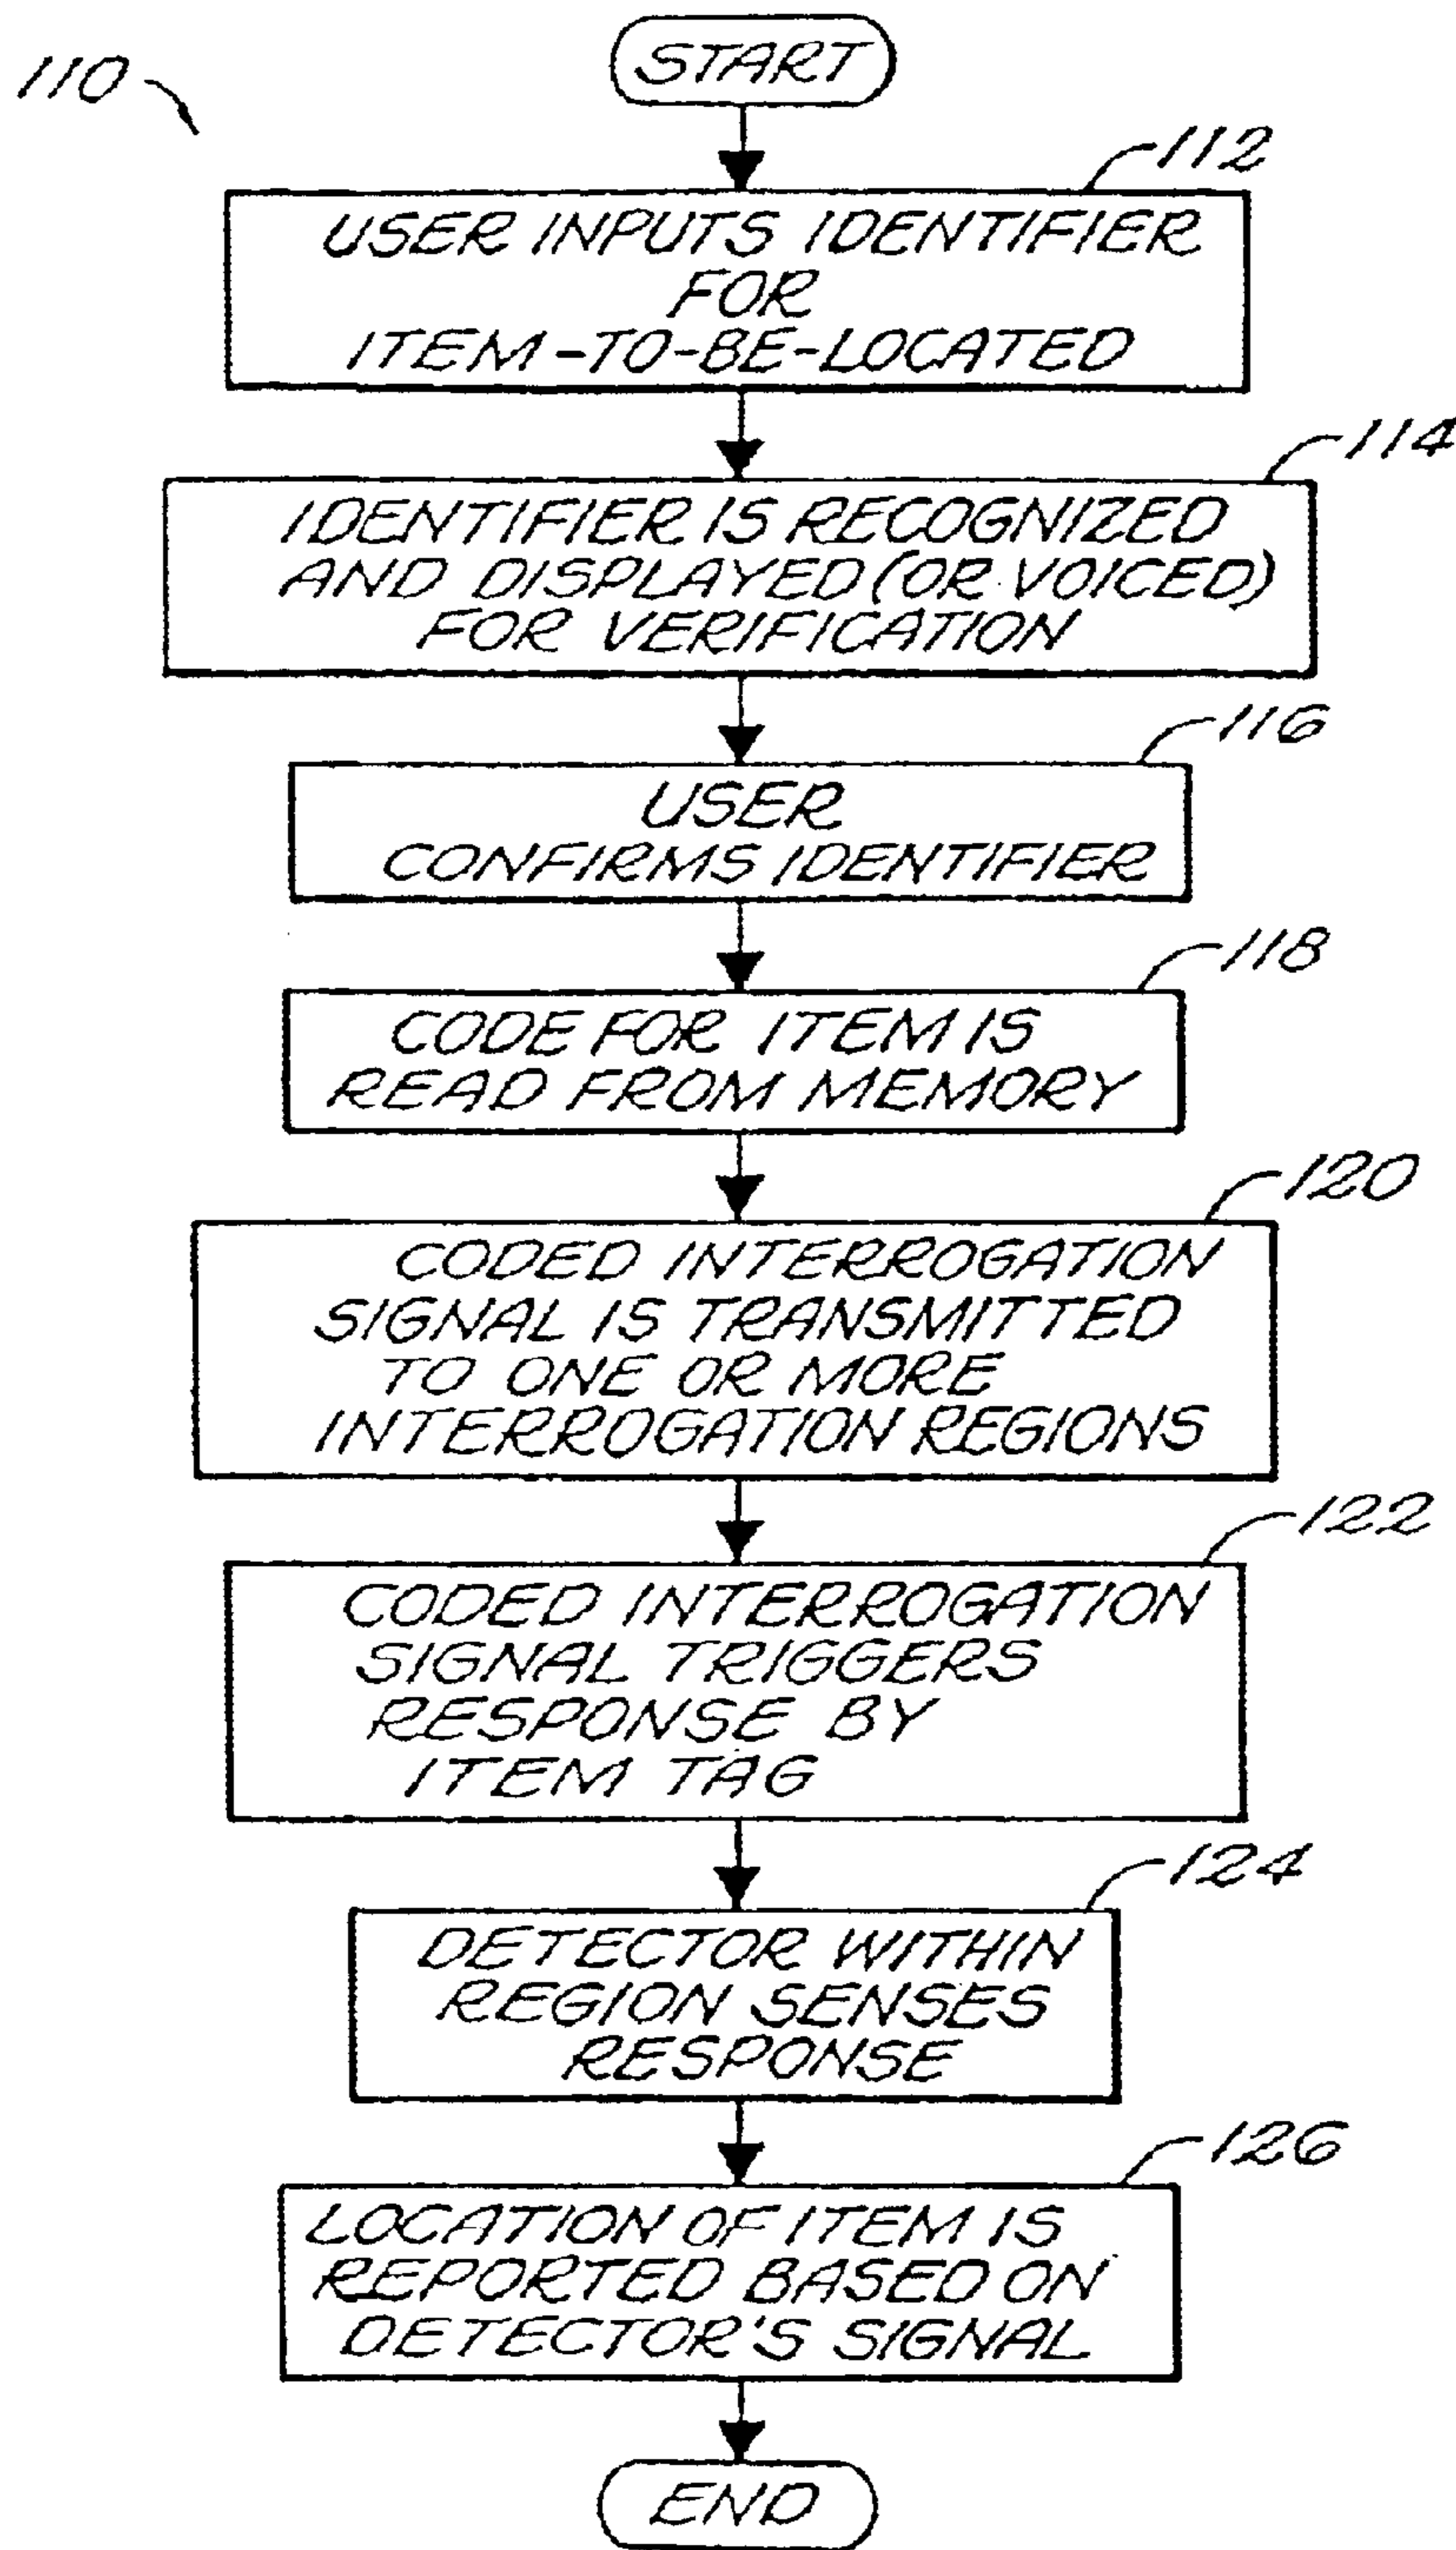 START
110
112
USER INPUTS IDENTIFIER
FOR
ITEM-TO-BE-LOCATED
114
IDENTIFIER IS RECOGNIZED
AND DISPLAYED (OR VOICED)
FOR VERIFICATION
116
USER
CONFIRMS IDENTIFIER
118
CODE FOR ITEM IS
READ FROM MEMORY
120
CODED INTERROGATION
SIGNAL IS TRANSMITTED
TO ONE OR MORE
INTERROGATION REGIONS
122
CODED INTERROGATION
SIGNAL TRIGGERS
RESPONSE BY
ITEM TAG
124
DETECTOR WITHIN
REGION SENSES
RESPONSE
126
LOCATION OF ITEM IS
REPORTED BASED ON
DETECTOR'S SIGNAL
END